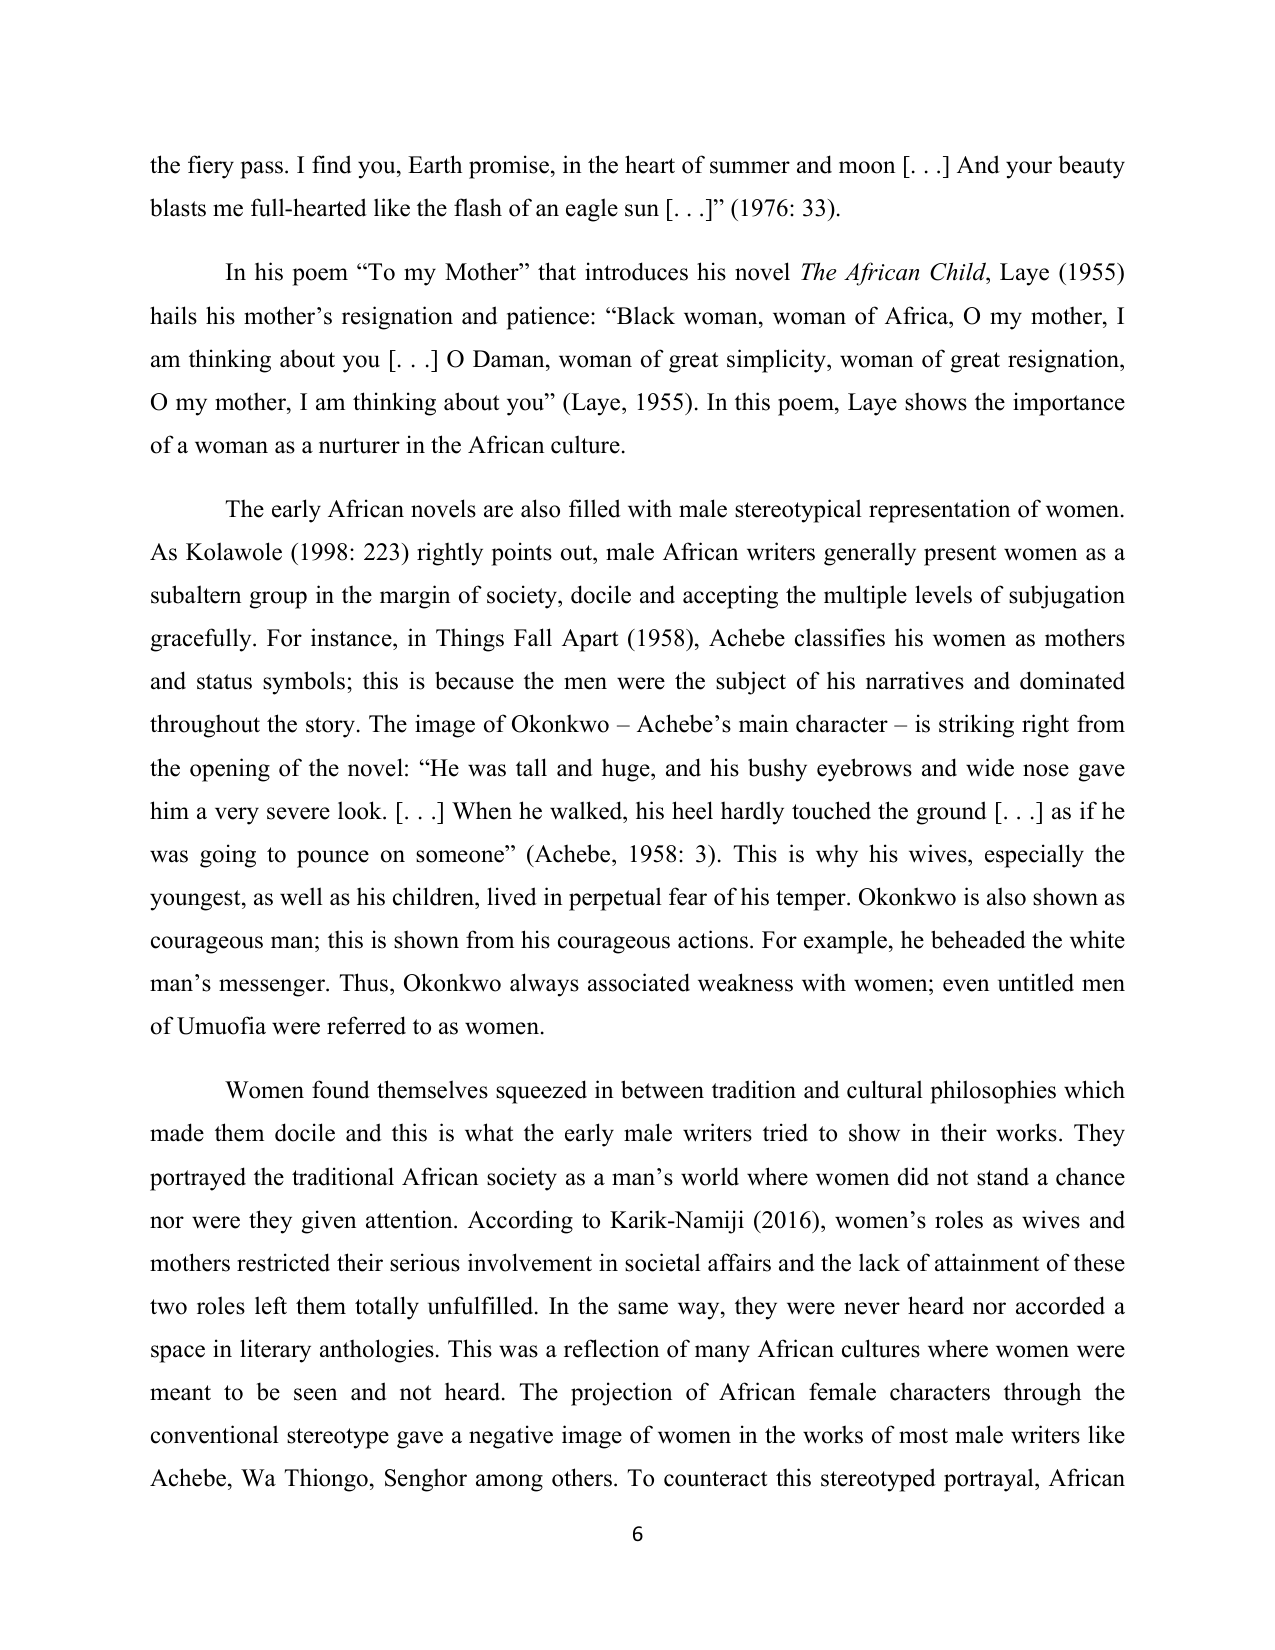 the fiery pass. I find you, Earth promise, in the heart of summer and moon [. . .] And your beauty
blasts me full-hearted like the flash of an eagle sun [. . .]” (1976: 33).
In his poem “To my Mother” that introduces his novel The African Child, Laye (1955)
hails his mother’s resignation and patience: “Black woman, woman of Africa, O my mother, I
am thinking about you [. . .] O Daman, woman of great simplicity, woman of great resignation,
O my mother, I am thinking about you” (Laye, 1955). In this poem, Laye shows the importance
of a woman as a nurturer in the African culture.
The early African novels are also filled with male stereotypical representation of women.
As Kolawole (1998: 223) rightly points out, male African writers generally present women as a
subaltern group in the margin of society, docile and accepting the multiple levels of subjugation
gracefully. For instance, in Things Fall Apart (1958), Achebe classifies his women as mothers
and status symbols; this is because the men were the subject of his narratives and dominated
throughout the story. The image of Okonkwo – Achebe’s main character – is striking right from
the opening of the novel: “He was tall and huge, and his bushy eyebrows and wide nose gave
him a very severe look. [. . .] When he walked, his heel hardly touched the ground [. . .] as if he
was going to pounce on someone” (Achebe, 1958: 3). This is why his wives, especially the
youngest, as well as his children, lived in perpetual fear of his temper. Okonkwo is also shown as
courageous man; this is shown from his courageous actions. For example, he beheaded the white
man’s messenger. Thus, Okonkwo always associated weakness with women; even untitled men
of Umuofia were referred to as women.
Women found themselves squeezed in between tradition and cultural philosophies which
made them docile and this is what the early male writers tried to show in their works. They
portrayed the traditional African society as a man’s world where women did not stand a chance
nor were they given attention. According to Karik-Namiji (2016), women’s roles as wives and
mothers restricted their serious involvement in societal affairs and the lack of attainment of these
two roles left them totally unfulfilled. In the same way, they were never heard nor accorded a
space in literary anthologies. This was a reflection of many African cultures where women were
meant to be seen and not heard. The projection of African female characters through the
conventional stereotype gave a negative image of women in the works of most male writers like
Achebe, Wa Thiongo, Senghor among others. To counteract this stereotyped portrayal, African
6